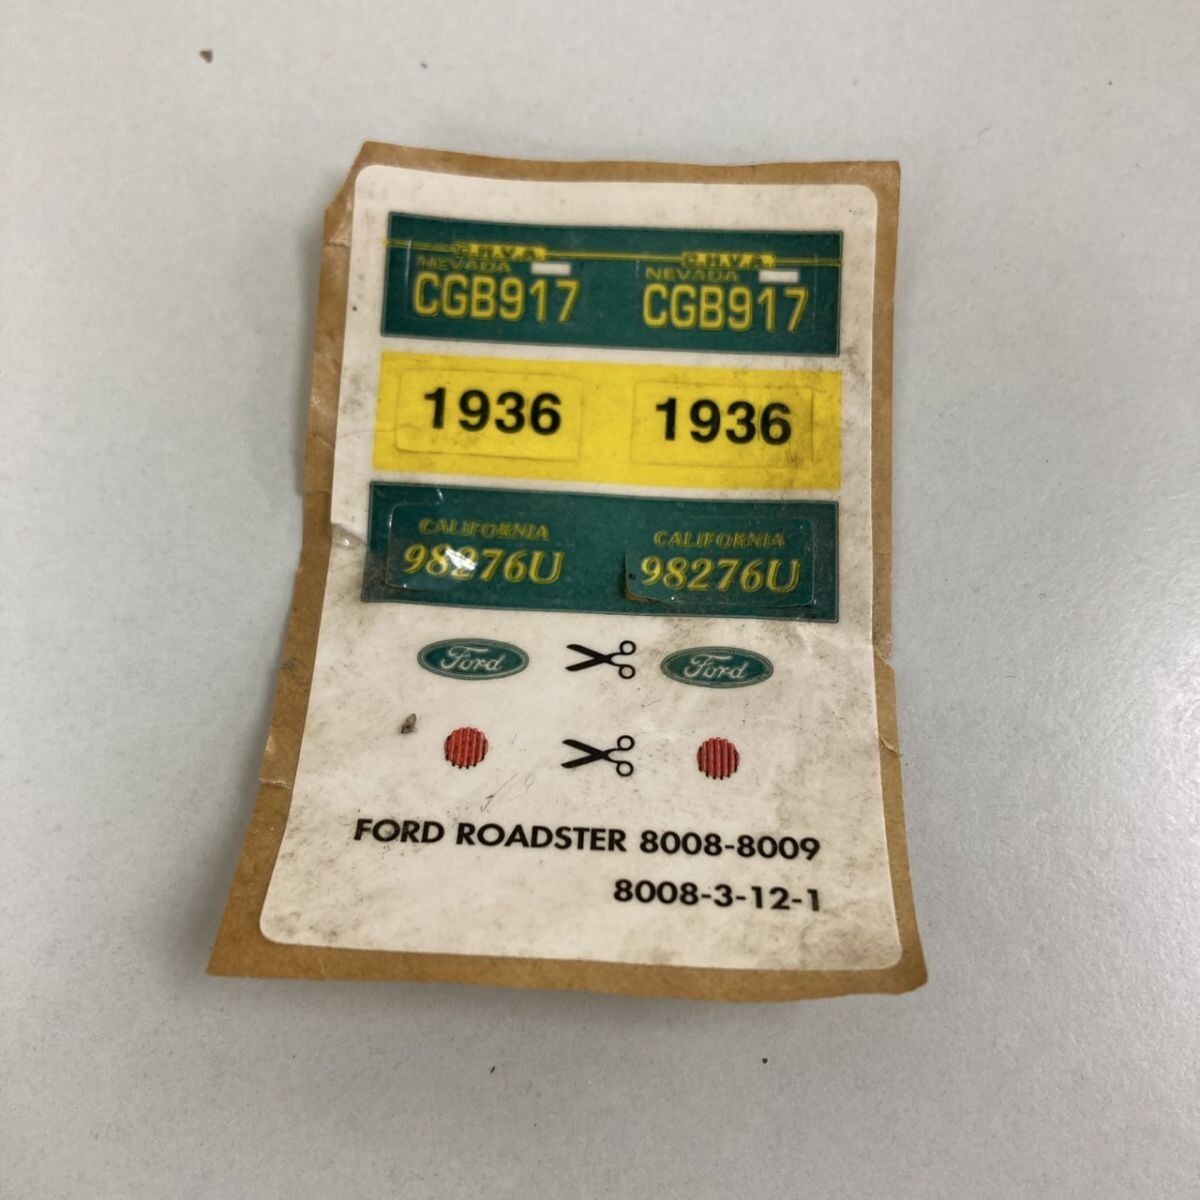 C.H.V.A. C.H.V.A.
NEVADA NEVADA
CGB917 CGB917
1936 1936
CALIFORNIA CALIFORNIA
98276U 98276U
Ford Ford
FORD ROADSTER 8008-8009
8008-3-12-1